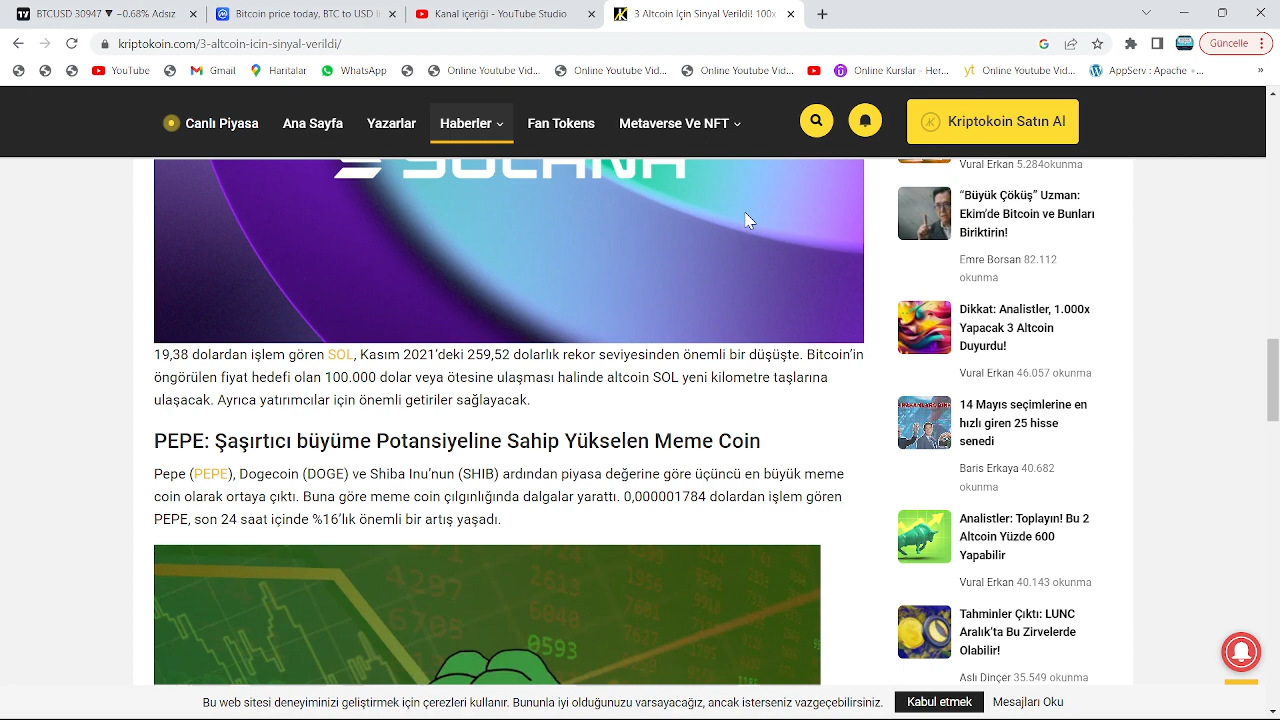 BTCUSD 30947 ▼ −0.68% Adsız
Bitcoin price today, BTC to USD l
Kanal içeriği - YouTube Studio
3 Altcoin İçin Sinyal Verildi! 100x
kriptokoin.com/3-altcoin-icin-sinyal-verildi/
Güncelle
YouTube
Gmail
Haritalar
WhatsApp
Online Youtube Vid...
Online Youtube Vid...
Online Youtube Vid...
Online Kurslar - Her...
yt Online Youtube Vid...
AppServ : Apache +...
»
Canlı Piyasa
Ana Sayfa
Yazarlar
Haberler
Fan Tokens
Metaverse Ve NFT
Kriptokoin Satın Al
SOLANA
19,38 dolardan işlem gören SOL, Kasım 2021'deki 259,52 dolarlık rekor seviyesinden önemli bir düşüşte. Bitcoin'in
öngörülen fiyat hedefi olan 100.000 dolar veya ötesine ulaşması halinde altcoin SOL yeni kilometre taşlarına
ulaşacak. Ayrıca yatırımcılar için önemli getiriler sağlayacak.
PEPE: Şaşırtıcı büyüme Potansiyeline Sahip Yükselen Meme Coin
Pepe (PEPE), Dogecoin (DOGE) ve Shiba Inu'nun (SHIB) ardından piyasa değerine göre üçüncü en büyük meme
coin olarak ortaya çıktı. Buna göre meme coin çılgınlığında dalgalar yarattı. 0,000001784 dolardan işlem gören
PEPE, son 24 saat içinde %16'lık önemli bir artış yaşadı.
4297
2618
1956
8502
6048
765
0593
Vural Erkan 5.284okunma
“Büyük Çöküş” Uzman:
Ekim'de Bitcoin ve Bunları
Biriktirin!
Emre Borsan 82.112
okunma
Dikkat: Analistler, 1.000x
Yapacak 3 Altcoin
Duyurdu!
Vural Erkan 46.057 okunma
14 Mayıs seçimlerine en
hızlı giren 25 hisse
senedi
Baris Erkaya 40.682
okunma
Analistler: Toplayın! Bu 2
Altcoin Yüzde 600
Yapabilir
Vural Erkan 40.143 okunma
Tahminler Çıktı: LUNC
Aralık'ta Bu Zirvelerde
Olabilir!
Aslı Dinçer 35.549 okunma
eyiminizi geliştirmek için çerezleri kullanır. Bununla iyi olduğunuzu varsayacağız, ancak isterseniz vazgeçebilirsiniz.
Kabul etmek
Mesajları Oku